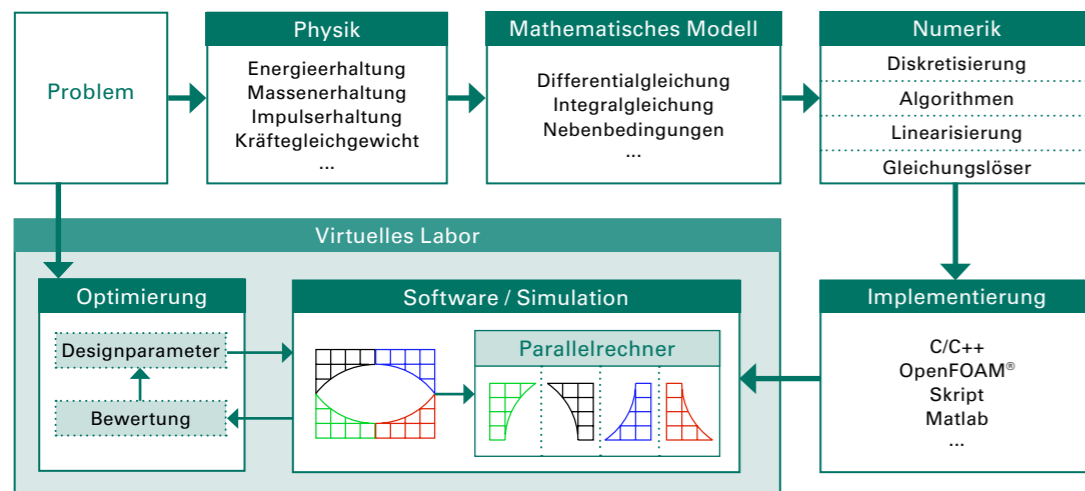 Problem
Physik
Energieerhaltung
Massenerhaltung
Impulserhaltung
Kräftegleichgewicht
...
Mathematisches Modell
Differentialgleichung
Integralgleichung
Nebenbedingungen
...
Numerik
Diskretisierung
Algorithmen
Linearisierung
Gleichungslöser
Virtuelles Labor
Optimierung
Designparameter
Bewertung
Software / Simulation
Parallelrechner
Implementierung
C/C++
OpenFOAM®
Skript
Matlab
...